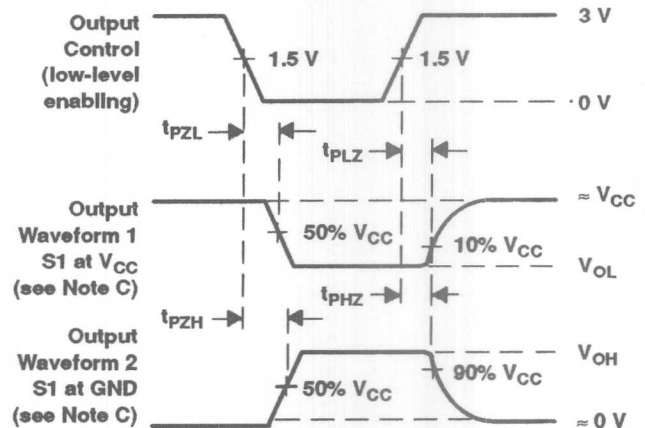 Output
Control
(low-level
enabling)
3 V
1.5 V
1.5 V
0 V
tPZL
tPLZ
Output
Waveform 1
S1 at VCC
(see Note C)
≈ VCC
50% VCC
10% VCC
VOL
tPZH
tPHZ
Output
Waveform 2
S1 at GND
(see Note C)
VOH
50% VCC
90% VCC
≈ 0 V